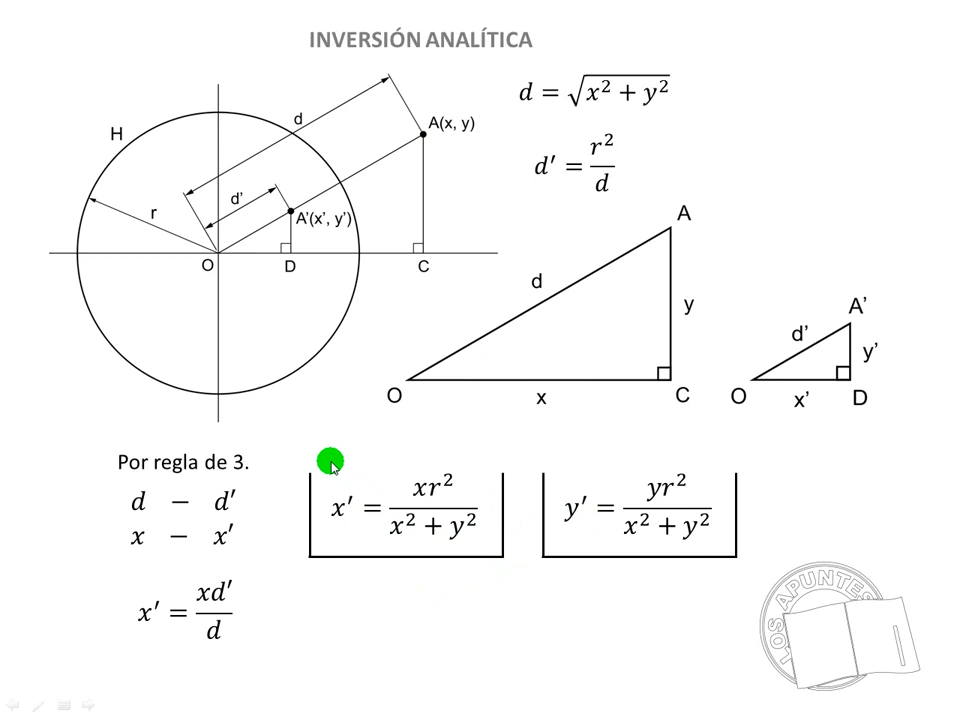 INVERSIÓN ANALÍTICA
H
d
A(x, y)
d'
r
A'(x', y')
O
D
C
d = √(x² + y²)
d′ = r²/d
A
d
y
O
x
C
A'
d'
y'
O
x'
D
Por regla de 3.
d − d′
x − x′
x′ = xd′/d
x′ = xr²/(x² + y²)
y′ = yr²/(x² + y²)
LOS APUNTES